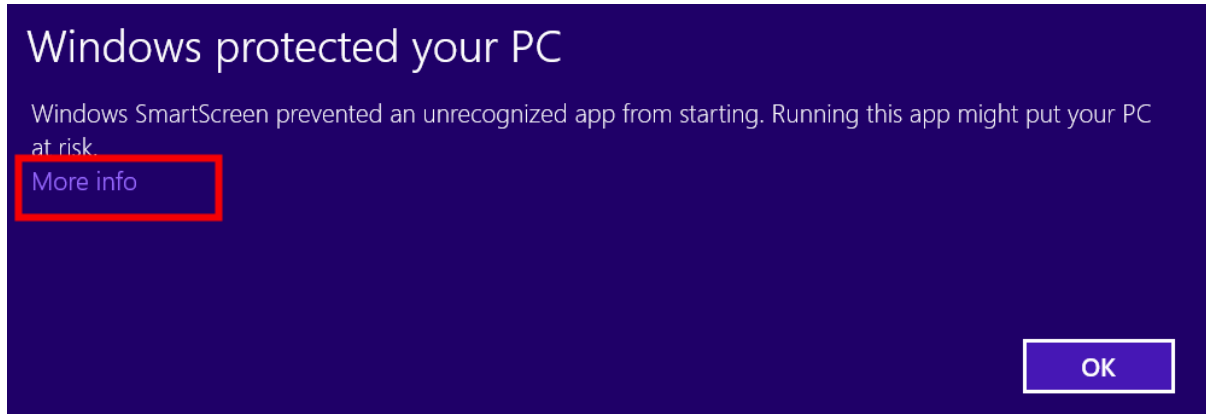 Windows protected your PC
Windows SmartScreen prevented an unrecognized app from starting. Running this app might put your PC
at risk.
More info
OK